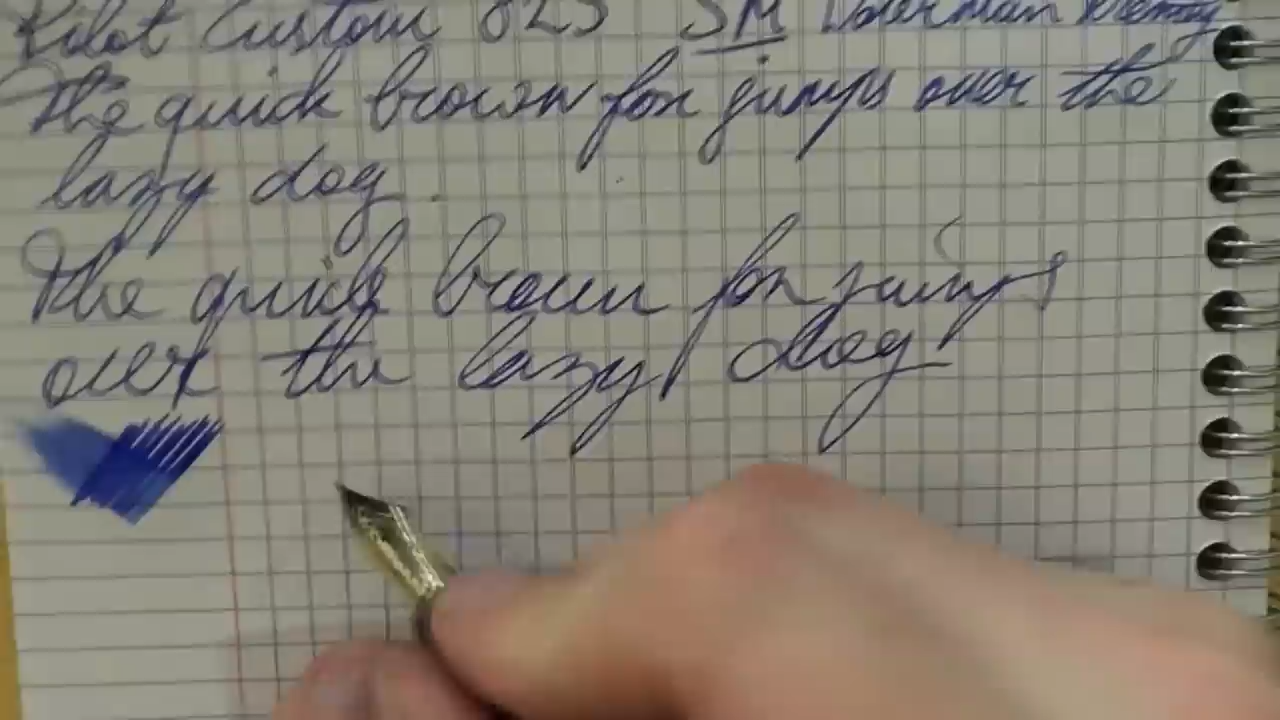 Pilot Custom 823 SM
The quick brown fox jumps over the
lazy dog.
The quick brown fox jumps
over the lazy dog